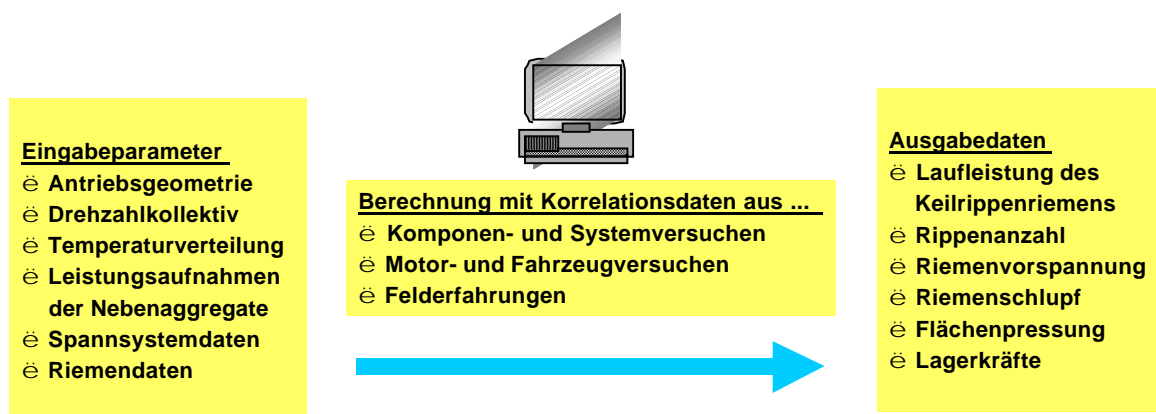 Eingabeparameter
ë Antriebsgeometrie
ë Drehzahlkollektiv
ë Temperaturverteilung
ë Leistungsaufnahmen
der Nebenaggregate
ë Spannsystemdaten
ë Riemendaten
Berechnung mit Korrelationsdaten aus ...
ë Komponen- und Systemversuchen
ë Motor- und Fahrzeugversuchen
ë Felderfahrungen
Ausgabedaten
ë Laufleistung des
Keilrippenriemens
ë Rippenanzahl
ë Riemenvorspannung
ë Riemenschlupf
ë Flächenpressung
ë Lagerkräfte